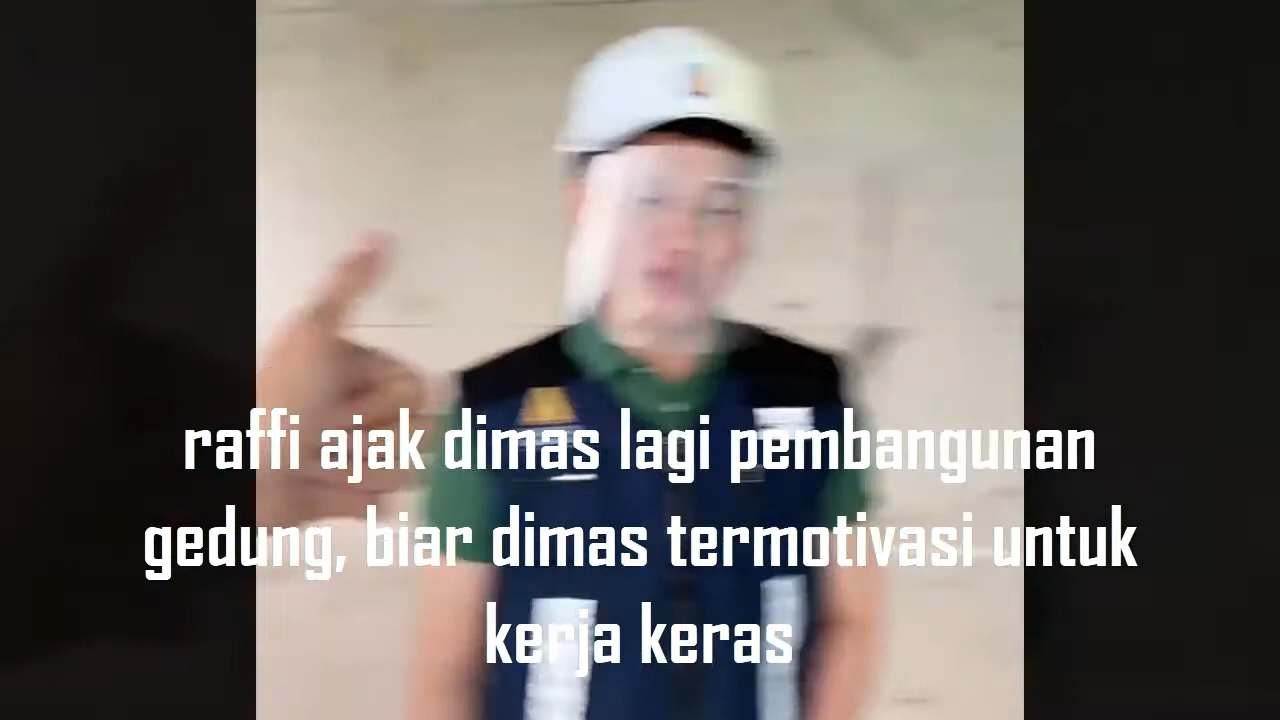 raffi ajak dimas lagi pembangunan
gedung, biar dimas termotivasi untuk
kerja keras